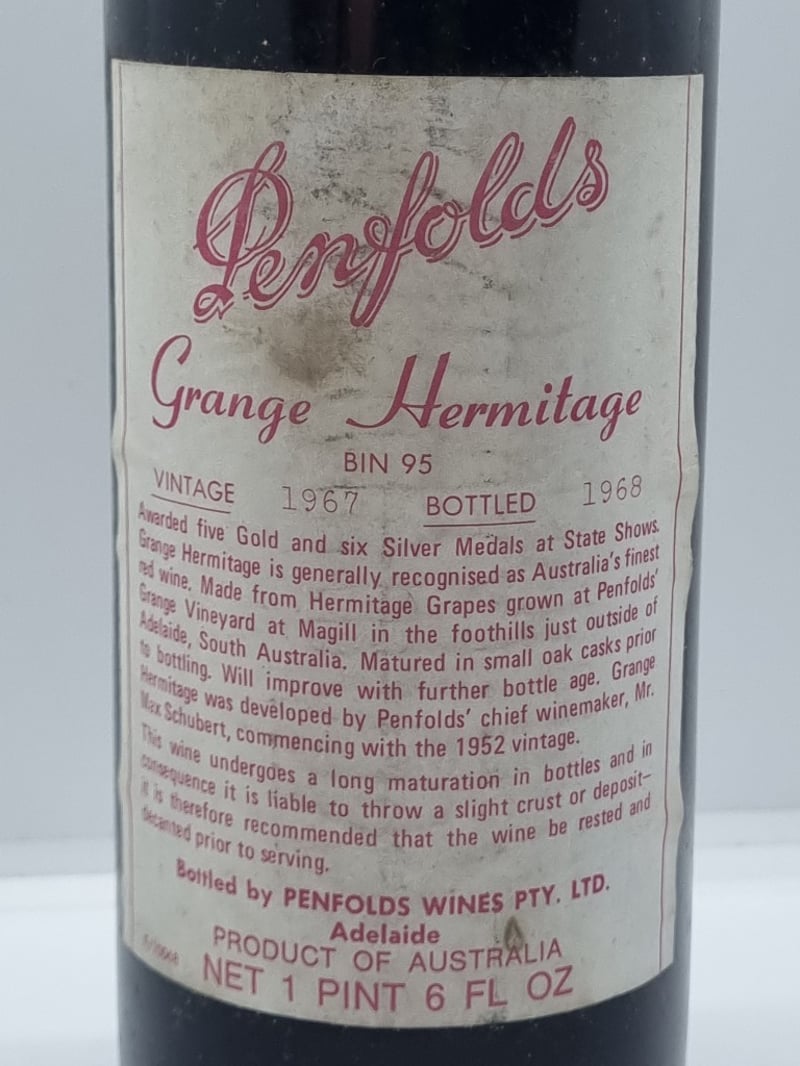 Penfolds
Grange Hermitage
BIN 95
VINTAGE 1967 BOTTLED 1968
Awarded five Gold and six Silver Medals at State Shows.
Grange Hermitage is generally recognised as Australia's finest
red wine. Made from Hermitage Grapes grown at Penfolds'
Grange Vineyard at Magill in the foothills just outside of
Adelaide, South Australia. Matured in small oak casks prior
to bottling. Will improve with further bottle age. Grange
Hermitage was developed by Penfolds' chief winemaker, Mr.
Max Schubert, commencing with the 1952 vintage.
This wine undergoes a long maturation in bottles and in
consequence it is liable to throw a slight crust or deposit—
it is therefore recommended that the wine be rested and
decanted prior to serving.
Bottled by PENFOLDS WINES PTY. LTD.
Adelaide
PRODUCT OF AUSTRALIA
NET 1 PINT 6 FL OZ